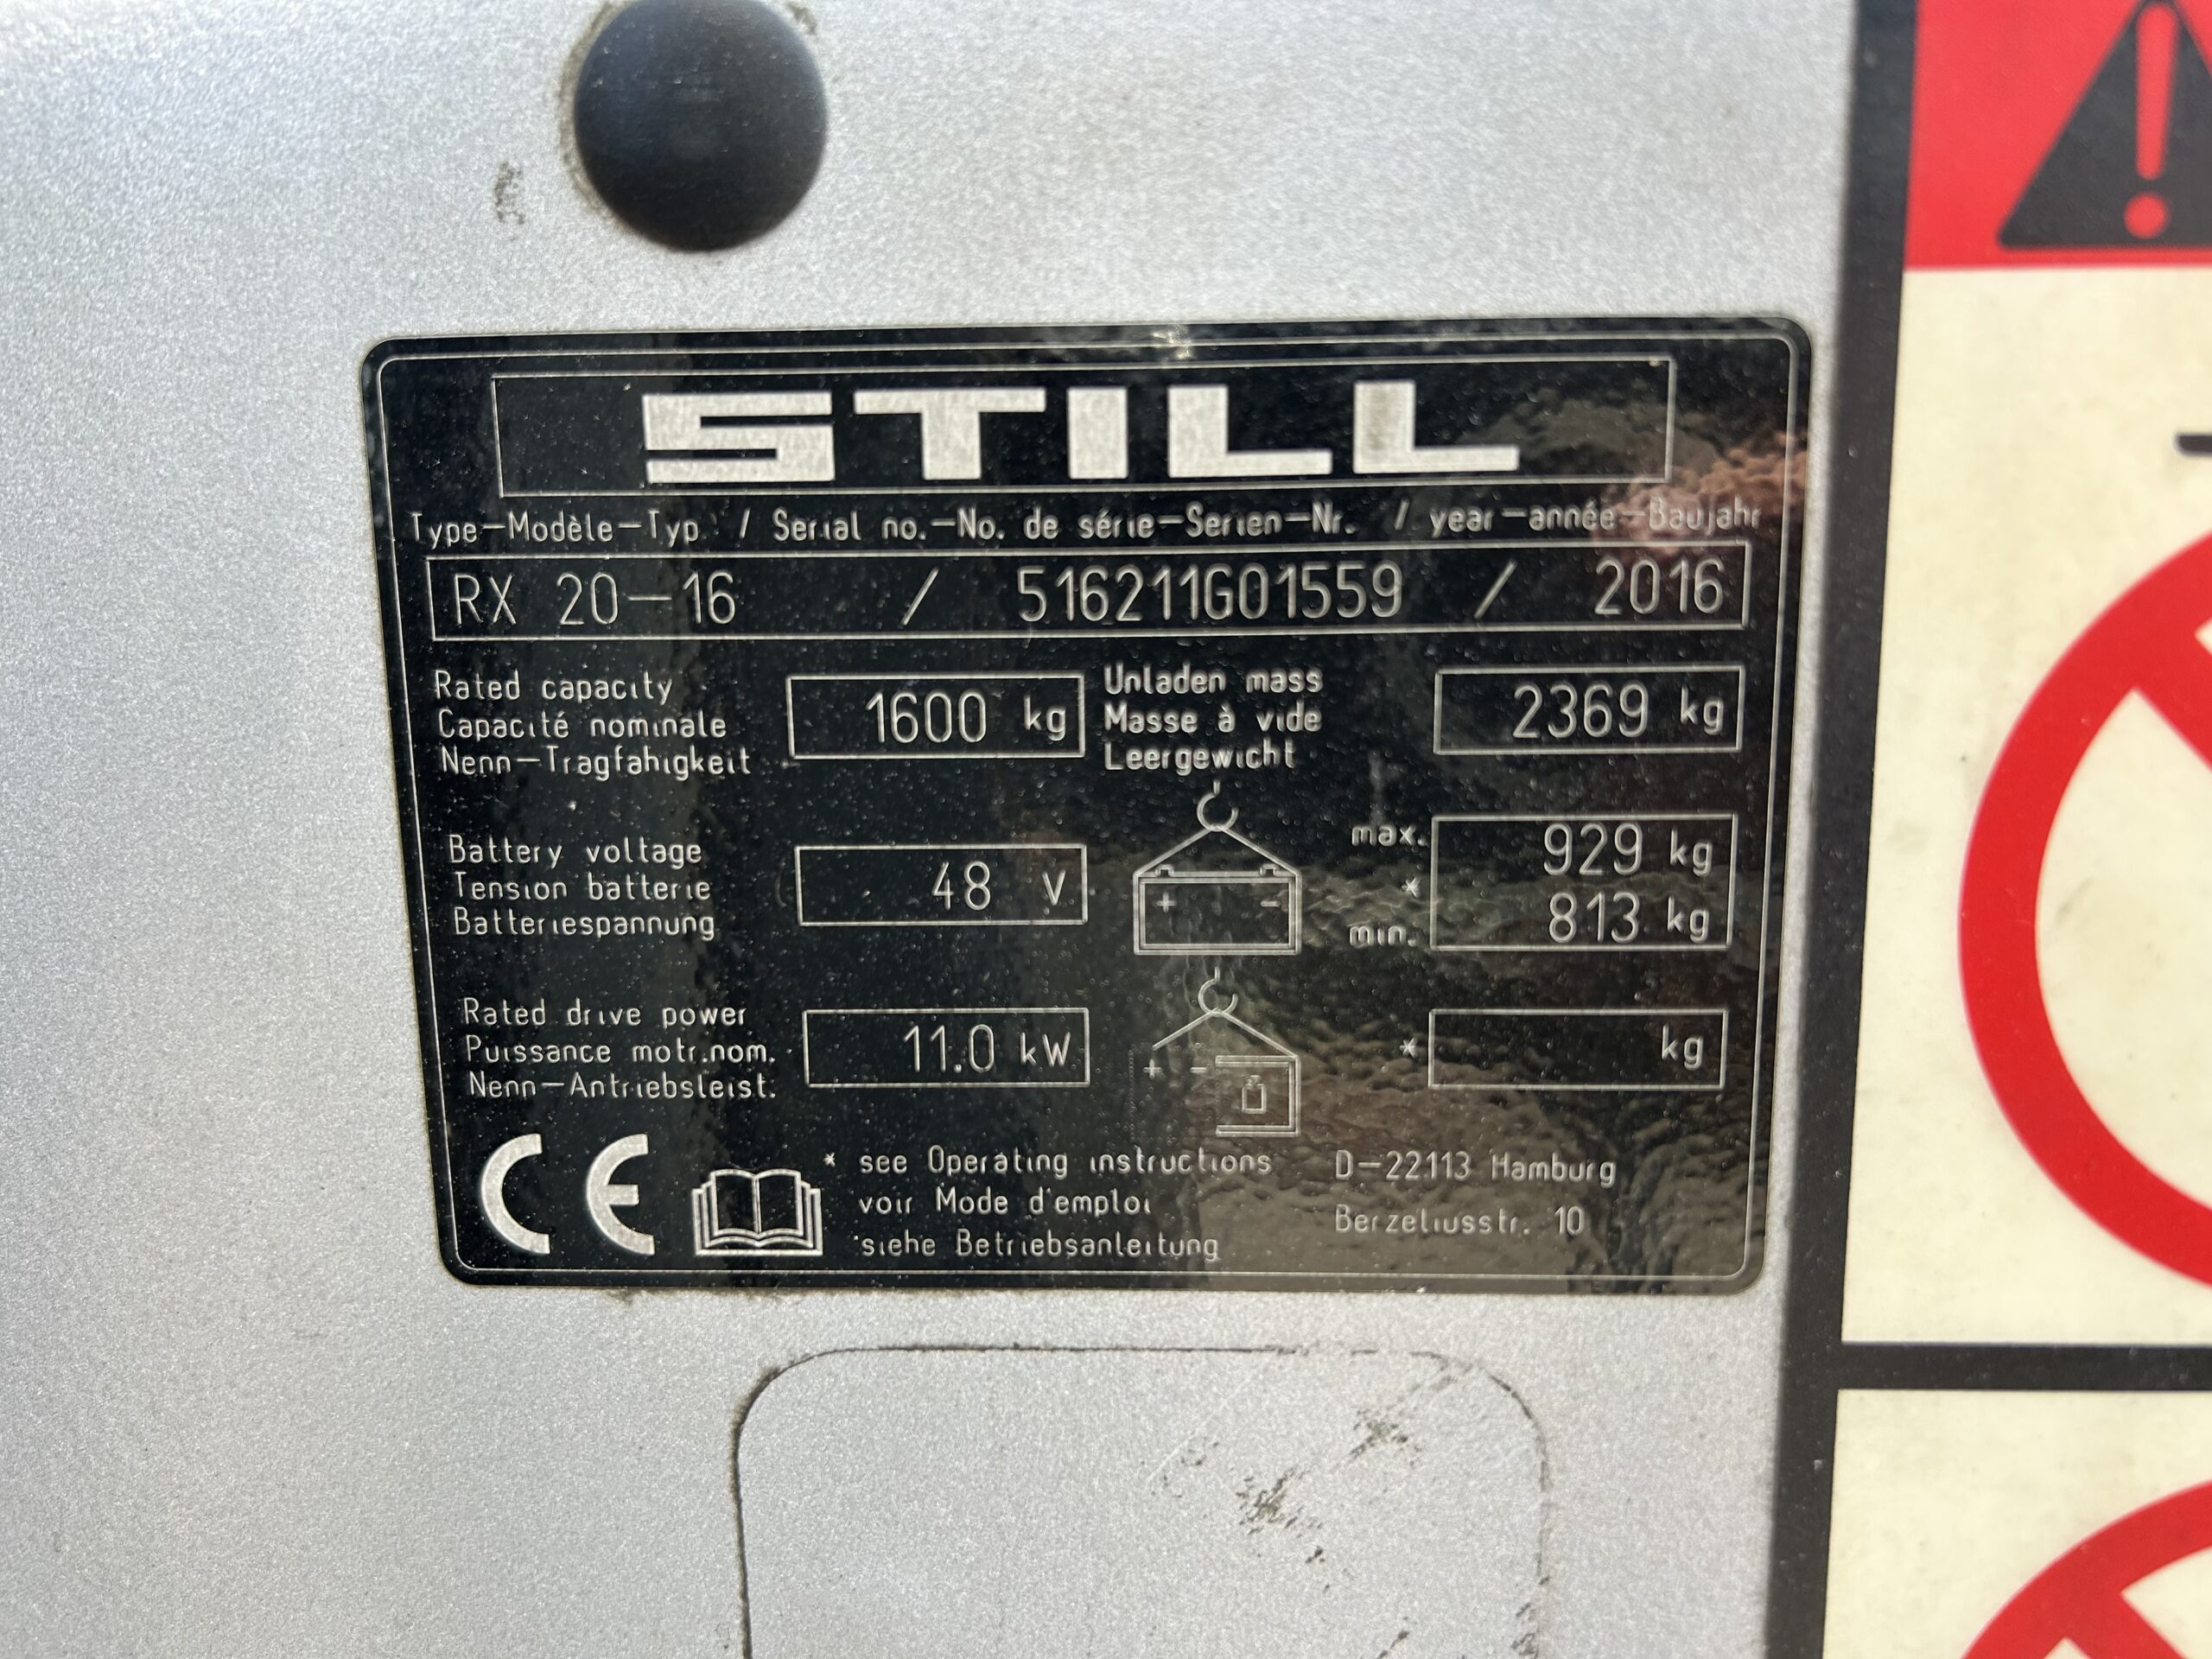 STILL
Type-Modèle-Typ / Serial no.-No. de série-Serien-Nr. / year-année-Baujahr
RX 20-16 / 516211G01559 / 2016
Rated capacity
Capacité nominale
Nenn-Tragfähigkeit
1600 kg
Unladen mass
Masse à vide
Leergewicht
2369 kg
Battery voltage
Tension batterie
Batteriespannung
48 V
+ -
max. 929 kg
*
min. 813 kg
Rated drive power
Puissance motr.nom.
Nenn-Antriebsleist.
11.0 kW
+ -
* kg
CE
* see Operating instructions
voir Mode d'emploi
siehe Betriebsanleitung
D-22113 Hamburg
Berzeliusstr. 10